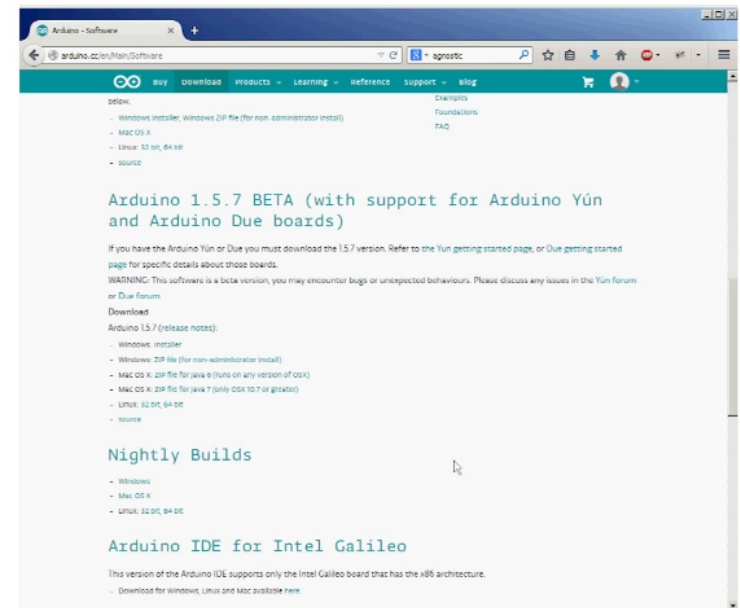 Arduino - Software
arduino.cc/en/Main/Software
agnostic
Buy Download Products Learning Reference Support Blog
below.
Examples
- Windows Installer, Windows ZIP file (for non-administrator install)
Foundations
- Mac OS X
FAQ
- Linux: 32 bit, 64 bit
- source
Arduino 1.5.7 BETA (with support for Arduino Yún
and Arduino Due boards)
If you have the Arduino Yún or Due you must download the 1.5.7 version. Refer to the Yun getting started page, or Due getting started
page for specific details about those boards.
WARNING: This software is a beta version, you may encounter bugs or unexpected behaviours. Please discuss any issues in the Yún forum
or Due forum
Download
Arduino 1.5.7 (release notes):
- Windows: Installer
- Windows: ZIP file (for non-administrator install)
- Mac OS X: ZIP file for Java 6 (runs on any version of OSX)
- Mac OS X: ZIP file for Java 7 (only OSX 10.7 or greater)
- Linux: 32 bit, 64 bit
- source
Nightly Builds
- Windows
- Mac OS X
- Linux: 32 bit, 64 bit
Arduino IDE for Intel Galileo
This version of the Arduino IDE supports only the Intel Galileo board that has the x86 architecture.
- Download for Windows, Linux and Mac available here.